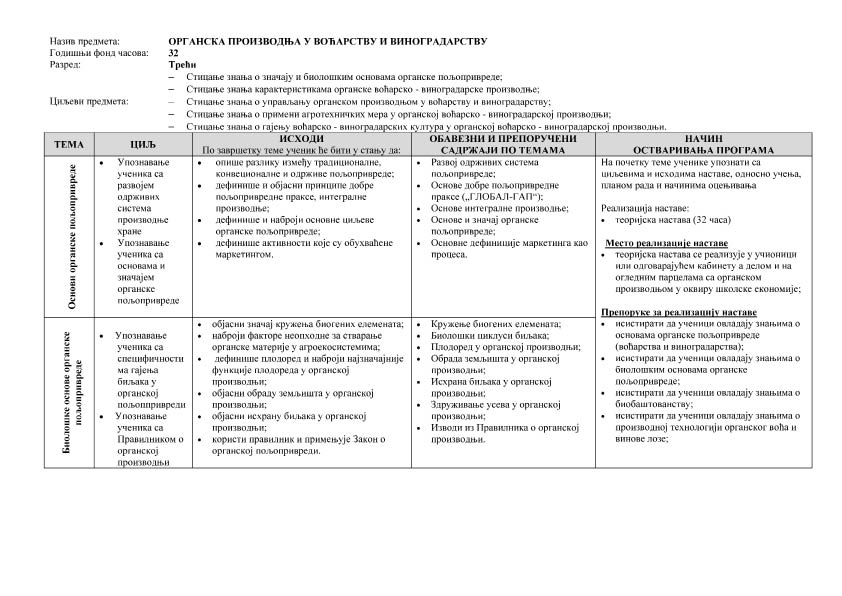 Назив предмета: ОРГАНСКА ПРОИЗВОДЊА У ВОЋАРСТВУ И ВИНОГРАДАРСТВУ
Годишњи фонд часова: 32
Разред: Трећи
– Стицање знања о значају и биолошким основама органске пољопривреде;
– Стицање знања карактеристикама органске воћарско - виноградарске производње;
Циљеви предмета: – Стицање знања о управљању органском производњом у воћарству и виноградарству;
– Стицање знања о примени агротехничких мера у органској воћарско - виноградарској производњи;
– Стицање знања о гајењу воћарско - виноградарских култура у органској воћарско - виноградарској производњи.
ТЕМА
ЦИЉ
ИСХОДИ
По завршетку теме ученик ће бити у стању да:
ОБАВЕЗНИ И ПРЕПОРУЧЕНИ
САДРЖАЈИ ПО ТЕМАМА
НАЧИН
ОСТВАРИВАЊА ПРОГРАМА
Основи органске пољопривреде
• Упознавање
ученика са
развојем
одрживих
система
производње
хране
• Упознавање
ученика са
основама и
значајем
органске
пољопривреде
• опише разлику између традиционалне,
конвеционалне и одрживе пољопривреде;
• дефинише и објасни принципе добре
пољопривредне праксе, интегралне
производње;
• дефинише и наброји основне циљеве
органске пољопривреде;
• дефинише активности које су обухваћене
маркетингом.
• Развој одрживих система
пољопривреде;
• Основе добре пољопривредне
праксе („ГЛОБАЛ-ГАП“);
• Основе интегралне производње;
• Основе и значај органске
пољопривреде;
• Основне дефиниције маркетинга као
процеса.
На почетку теме ученике упознати са
циљевима и исходима наставе, односно учења,
планом рада и начинима оцењивања
Реализација наставе:
• теоријска настава (32 часа)
Место реализације наставе
• теоријска настава се реализује у учионици
или одговарајућем кабинету а делом и на
огледним парцелама са органском
производњом у оквиру школске економије;
Препоруке за реализацију наставе
• исистирати да ученици овладају знањима о
основама органске пољопривреде
(воћарства и виноградарства);
• исистирати да ученици овладају знањима о
биолошким основама органске
пољопривреде;
• исистирати да ученици овладају знањима о
биобаштованству;
• исистирати да ученици овладају знањима о
производној технологији органског воћа и
винове лозе;
Биолошке основе органске
пољопривреде
• Упознавање
ученика са
специфичности
ма гајења
биљака у
органској
пољоппривреди
• Упознавање
ученика са
Правилником о
органској
производњи
• објасни значај кружења биогених елемената;
• наброји факторе неопходне за стварање
органске материје у агроекосистемима;
• дефинише плодоред и наброји најзначајније
функције плодореда у органској
производњи;
• објасни обраду земљишта у органској
производњи;
• објасни исхрану биљака у органској
производњи;
• користи правилник и примењује Закон о
органској пољопривреди.
• Кружење биогених елемената;
• Биолошки циклуси биљака;
• Плодоред у органској производњи;
• Обрада земљишта у органској
производњи;
• Исхрана биљака у органској
производњи;
• Здруживање усева у органској
производњи;
• Изводи из Правилника о органској
производњи.